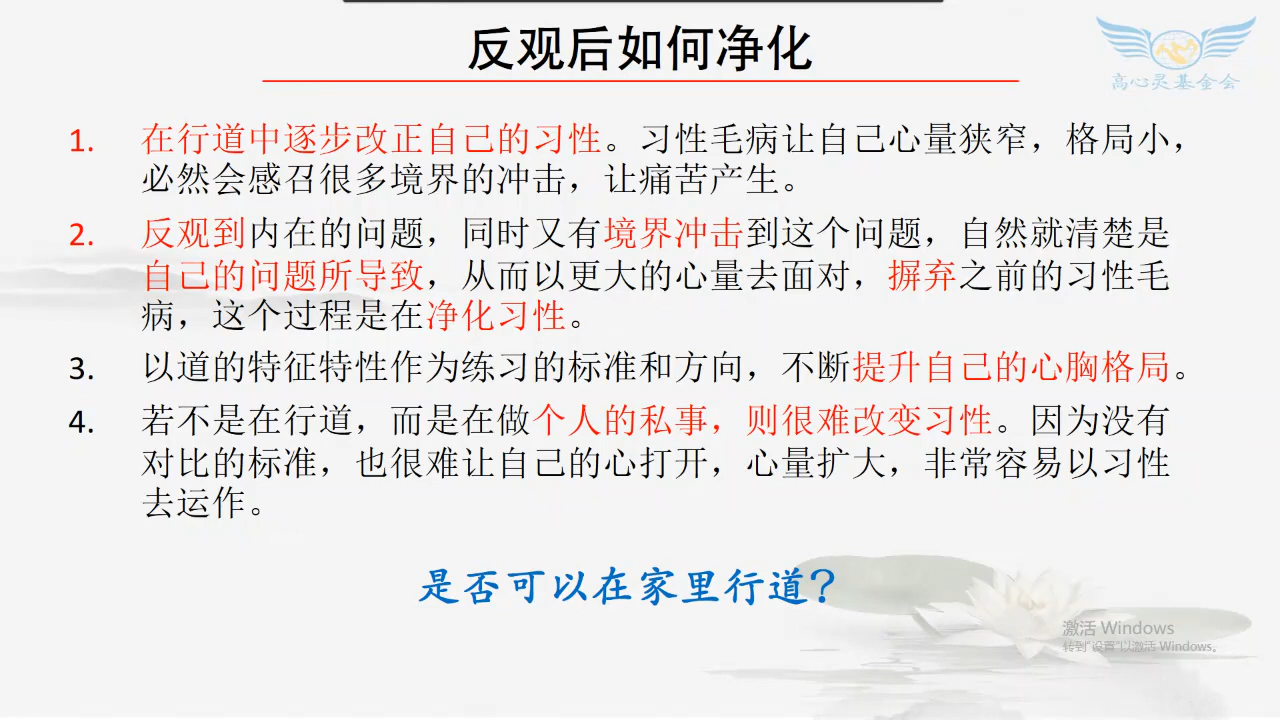 反观后如何净化
高心灵基金会
1. 在行道中逐步改正自己的习性。习性毛病让自己心量狭窄，格局小，
必然会感召很多境界的冲击，让痛苦产生。
2. 反观到内在的问题，同时又有境界冲击到这个问题，自然就清楚是
自己的问题所导致，从而以更大的心量去面对，摒弃之前的习性毛
病，这个过程是在净化习性。
3. 以道的特征特性作为练习的标准和方向，不断提升自己的心胸格局。
4. 若不是在行道，而是在做个人的私事，则很难改变习性。因为没有
对比的标准，也很难让自己的心打开，心量扩大，非常容易以习性
去运作。
是否可以在家里行道？
激活 Windows
转到“设置”以激活 Windows。